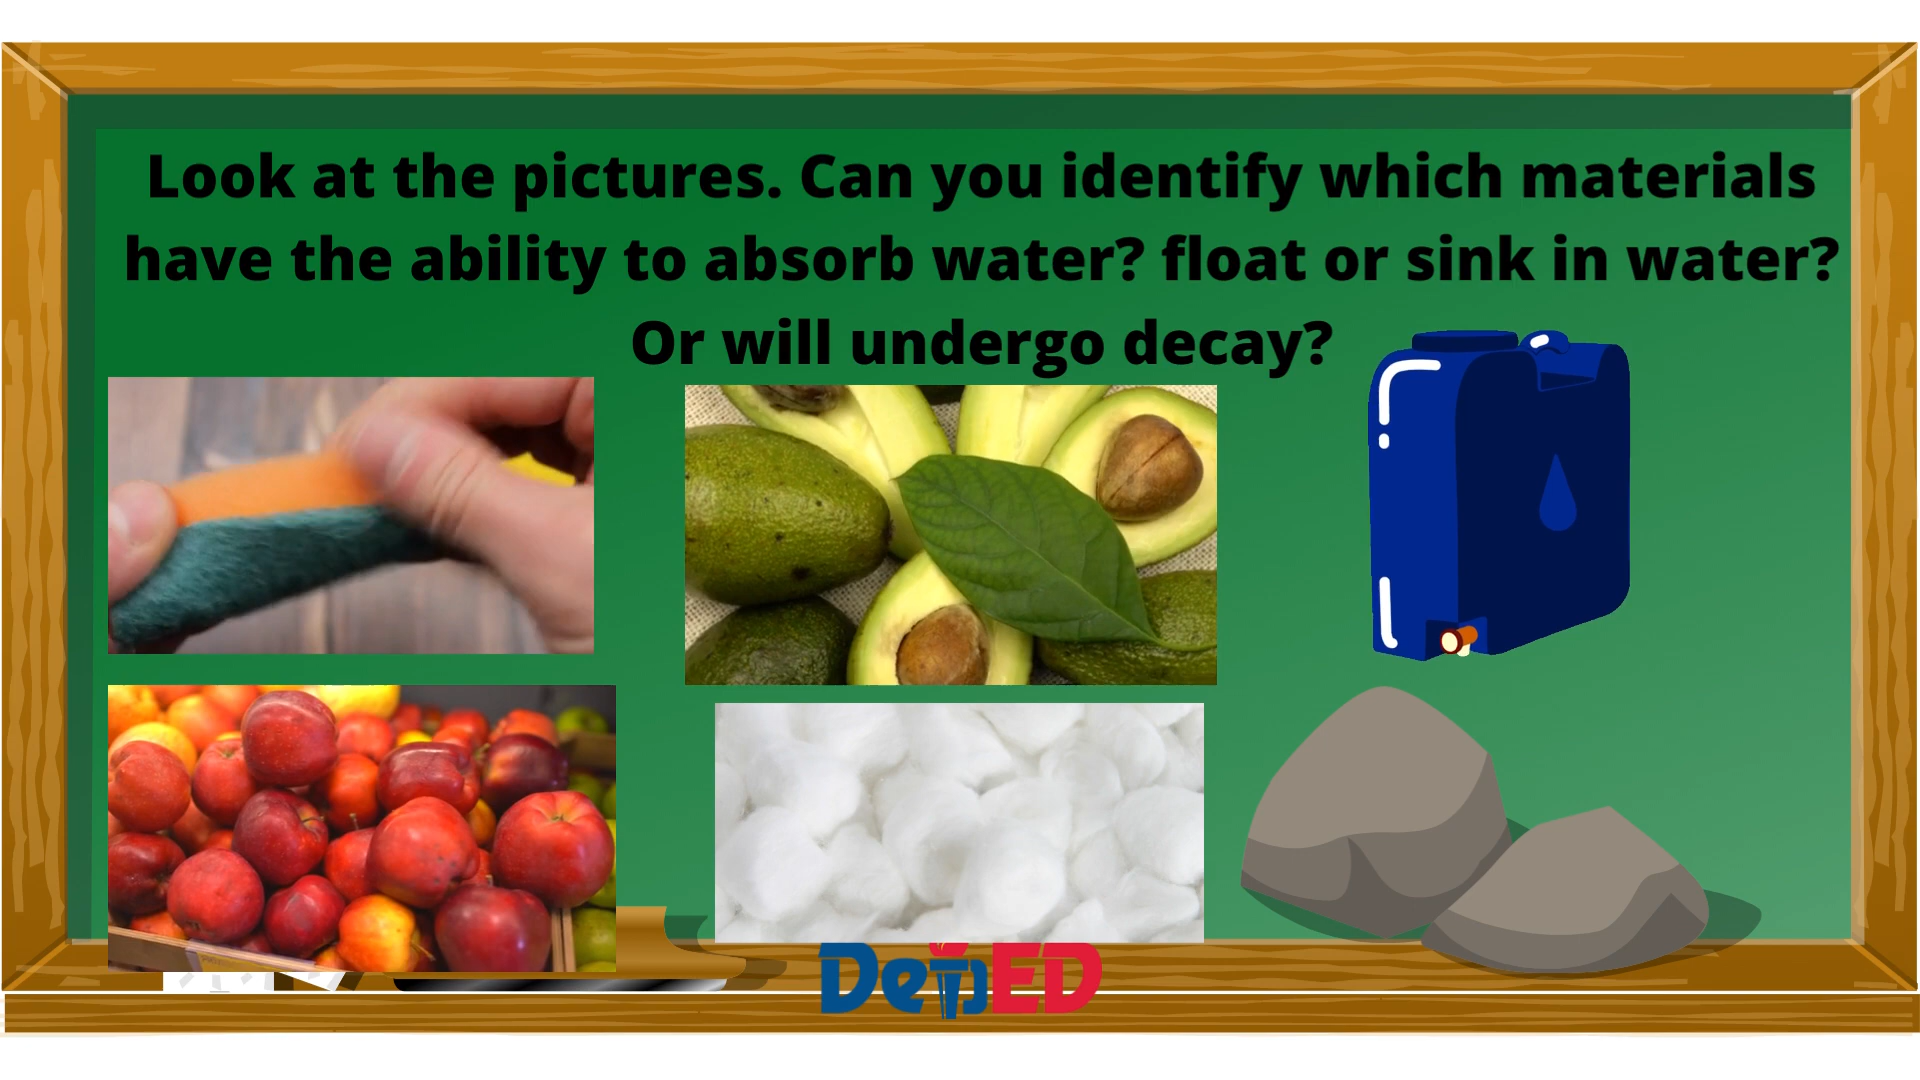 Look at the pictures. Can you identify which materials
have the ability to absorb water? float or sink in water?
Or will undergo decay?
DepED